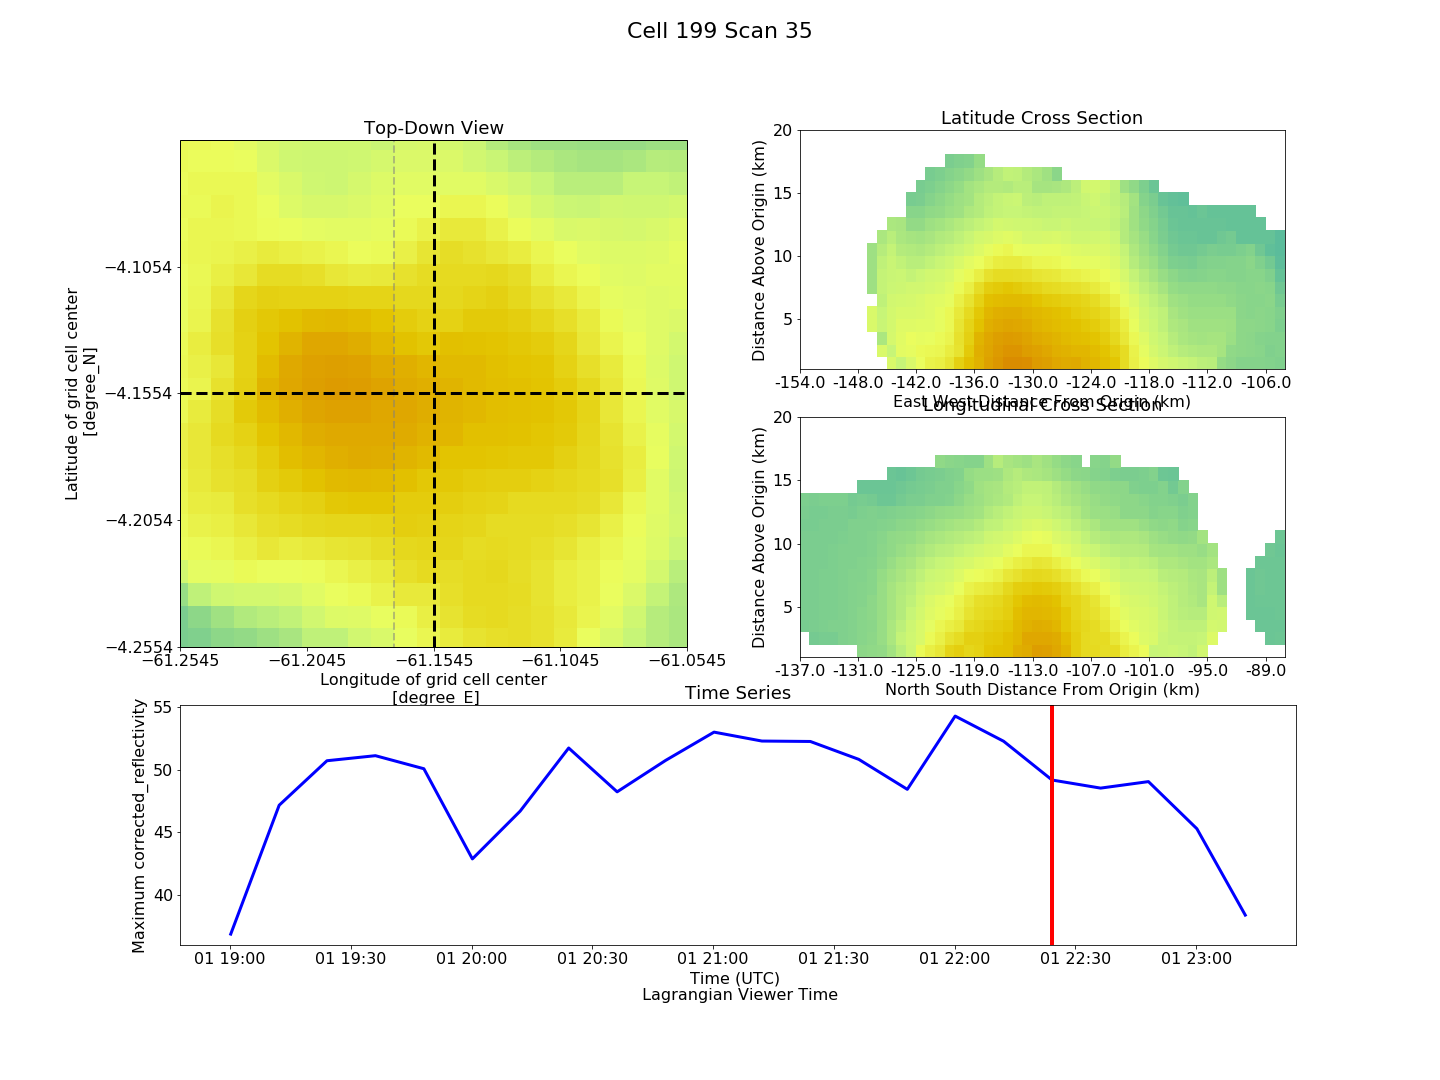 Cell 199 Scan 35
Top-Down View
−4.1054
−4.1554
−4.2054
−4.2554
Latitude of grid cell center
[degree_N]
−61.2545 −61.2045 −61.1545 −61.1045 −61.0545
Longitude of grid cell center
[degree_E]
Latitude Cross Section
20
15
10
5
Distance Above Origin (km)
-154.0 -148.0 -142.0 -136.0 -130.0 -124.0 -118.0 -112.0 -106.0
East West Distance From Origin (km)
Longitudinal Cross Section
20
15
10
5
Distance Above Origin (km)
-137.0 -131.0 -125.0 -119.0 -113.0 -107.0 -101.0 -95.0 -89.0
North South Distance From Origin (km)
Time Series
55
50
45
40
Maximum corrected_reflectivity
01 19:00 01 19:30 01 20:00 01 20:30 01 21:00 01 21:30 01 22:00 01 22:30 01 23:00
Time (UTC)
Lagrangian Viewer Time